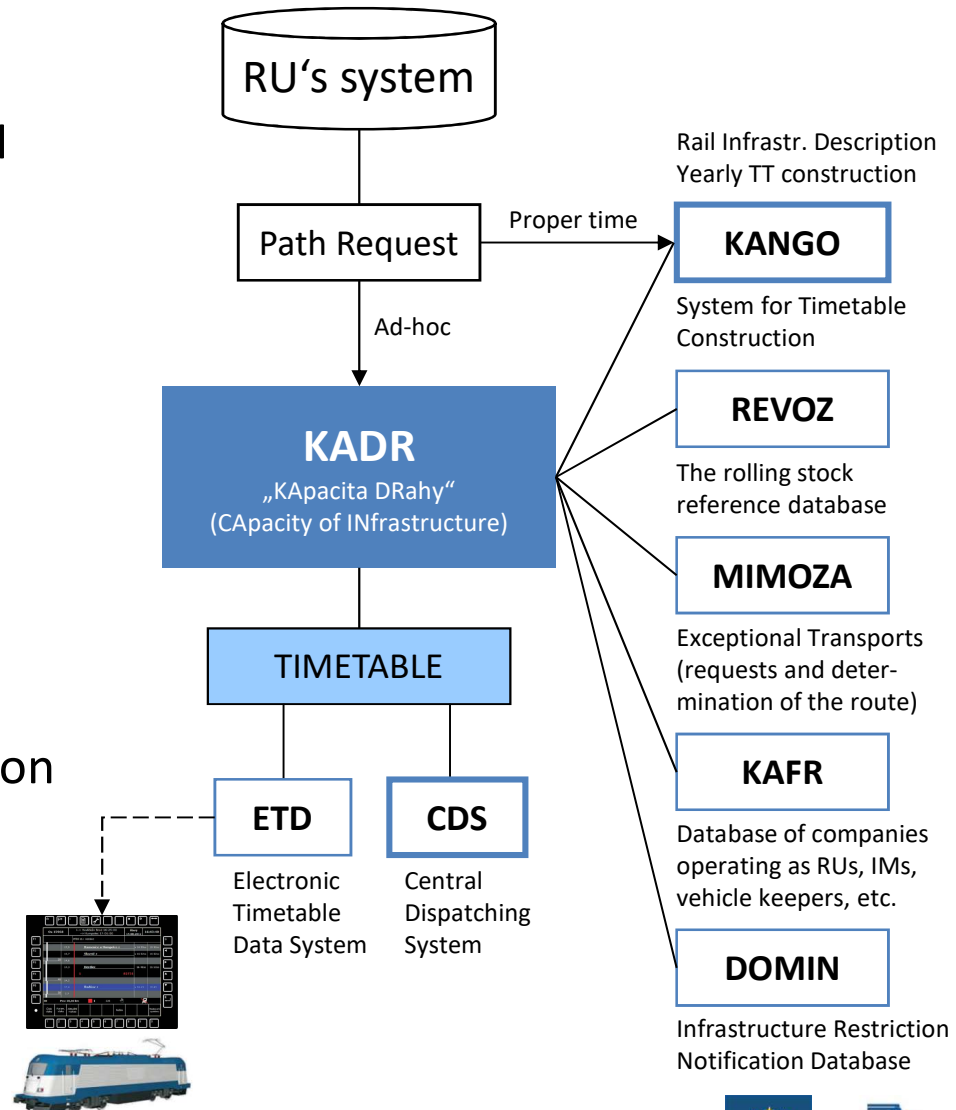 RU‘s system
Rail Infrastr. Description
Yearly TT construction
Path Request
Proper time
KANGO
System for Timetable
Construction
Ad-hoc
REVOZ
The rolling stock
reference database
KADR
„KApacita DRahy“
(CApacity of INfrastructure)
MIMOZA
Exceptional Transports
(requests and deter-
mination of the route)
TIMETABLE
on
KAFR
ETD
CDS
Database of companies
operating as RUs, IMs,
vehicle keepers, etc.
Electronic
Timetable
Data System
Central
Dispatching
System
DOMIN
Infrastructure Restriction
Notification Database